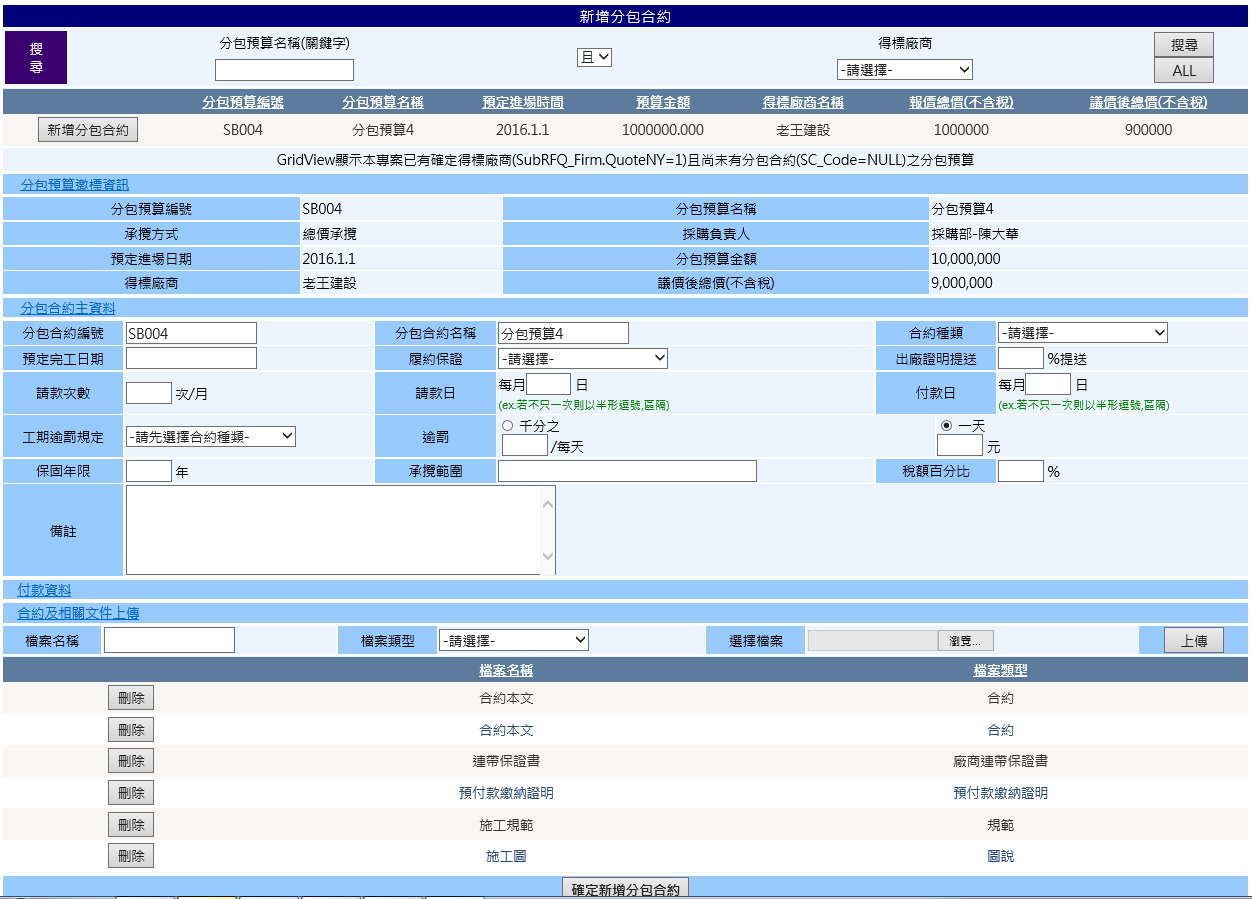 新增分包合約
搜尋 分包預算名稱(關鍵字) 且 得標廠商 搜尋
-請選擇- ALL
分包預算編號 分包預算名稱 預定進場時間 預算金額 得標廠商名稱 報價總價(不含稅) 議價後總價(不含稅)
新增分包合約 SB004 分包預算4 2016.1.1 1000000.000 老王建設 1000000 900000
GridView顯示本專案已有確定得標廠商(SubRFQ_Firm.QuoteNY=1)且尚未有分包合約(SC_Code=NULL)之分包預算
分包預算邀標資訊
分包預算編號 SB004 分包預算名稱 分包預算4
承攬方式 總價承攬 採購負責人 採購部-陳大華
預定進場日期 2016.1.1 分包預算金額 10,000,000
得標廠商 老王建設 議價後總價(不含稅) 9,000,000
分包合約主資料
分包合約編號 SB004 分包合約名稱 分包預算4 合約種類 -請選擇-
預定完工日期 履約保證 -請選擇- 出廠證明提送 %提送
請款次數 次/月 請款日 每月 日 付款日 每月 日
(ex.若不只一次則以半形逗號,區隔) (ex.若不只一次則以半形逗號,區隔)
工期逾罰規定 -請先選擇合約種類- 逾罰 千分之 一天
/每天 元
保固年限 年 承攬範圍 稅額百分比 %
備註
付款資料
合約及相關文件上傳
檔案名稱 檔案類型 -請選擇- 選擇檔案 瀏覽... 上傳
檔案名稱 檔案類型
刪除 合約本文 合約
刪除 合約本文 合約
刪除 連帶保證書 廠商連帶保證書
刪除 預付款繳納證明 預付款繳納證明
刪除 施工規範 規範
刪除 施工圖 圖說
確定新增分包合約